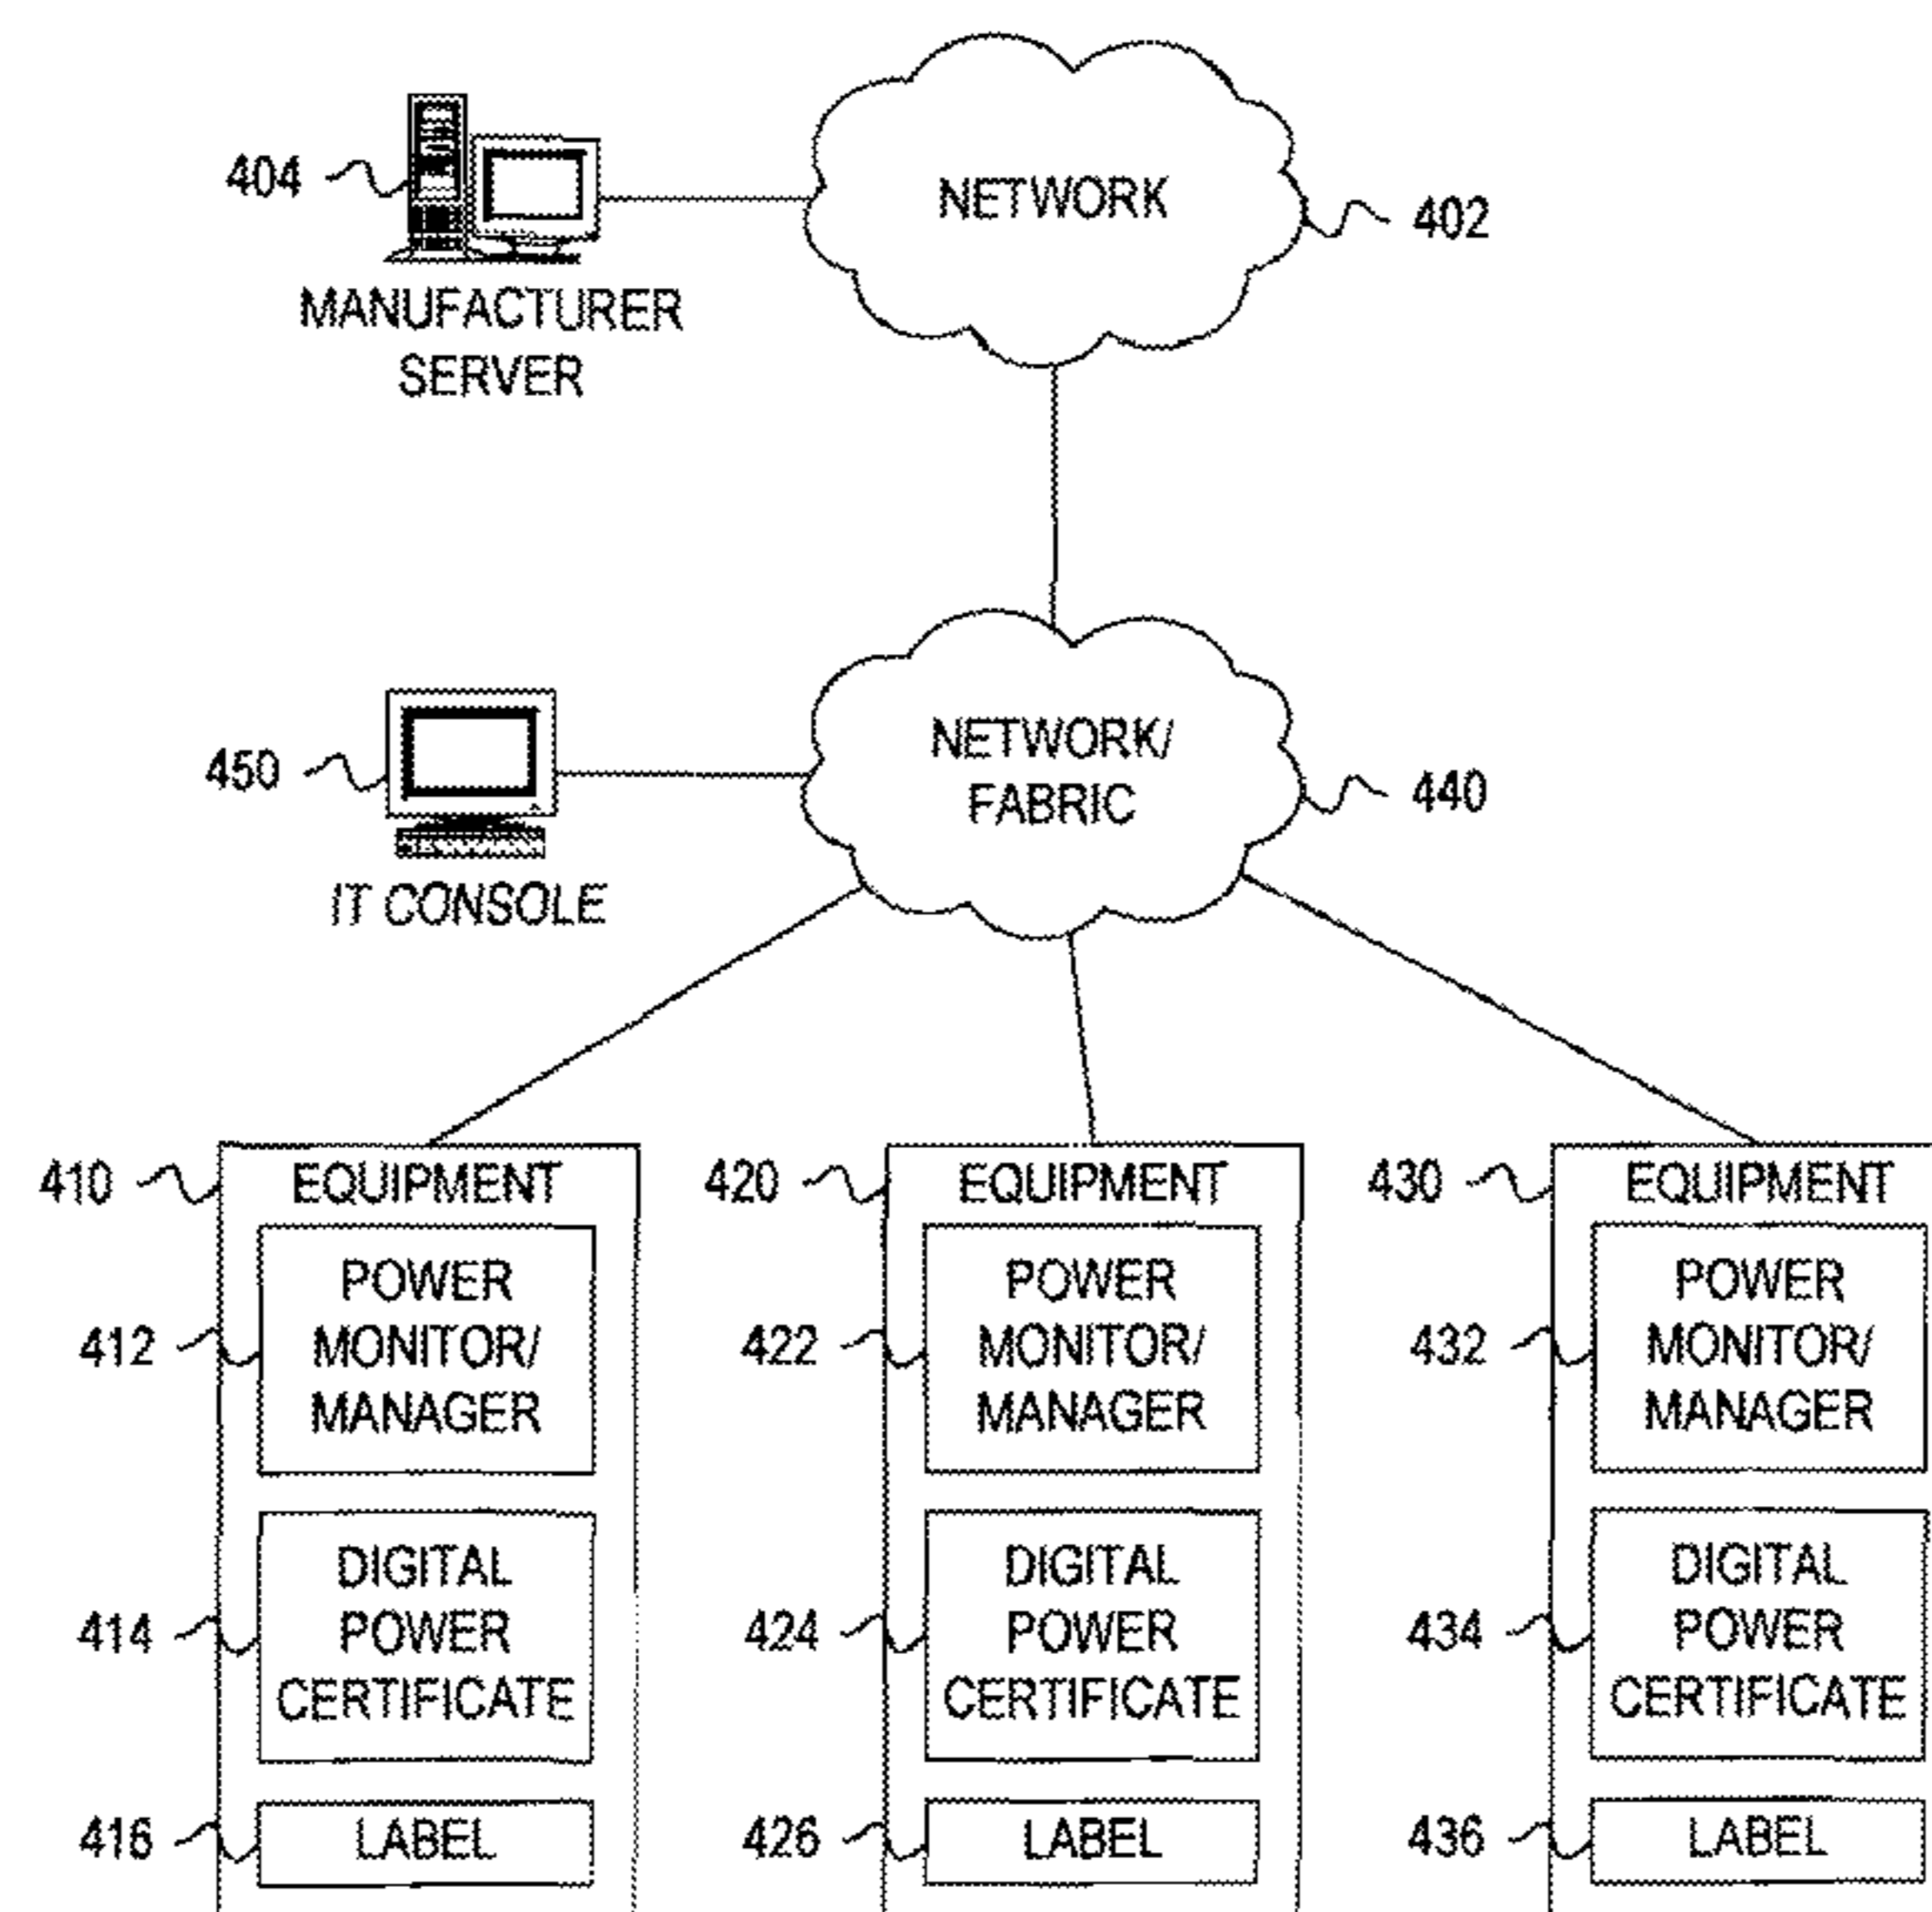 404
NETWORK
402
MANUFACTURER
SERVER
450
NETWORK/
FABRIC
440
IT CONSOLE
410
EQUIPMENT
412
POWER
MONITOR/
MANAGER
414
DIGITAL
POWER
CERTIFICATE
416
LABEL
420
EQUIPMENT
422
POWER
MONITOR/
MANAGER
424
DIGITAL
POWER
CERTIFICATE
426
LABEL
430
EQUIPMENT
432
POWER
MONITOR/
MANAGER
434
DIGITAL
POWER
CERTIFICATE
436
LABEL